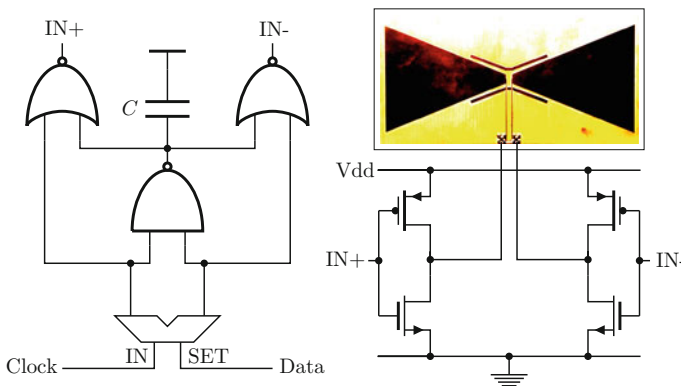 IN+
IN-
C
Vdd
IN+
IN-
IN
SET
Clock
Data